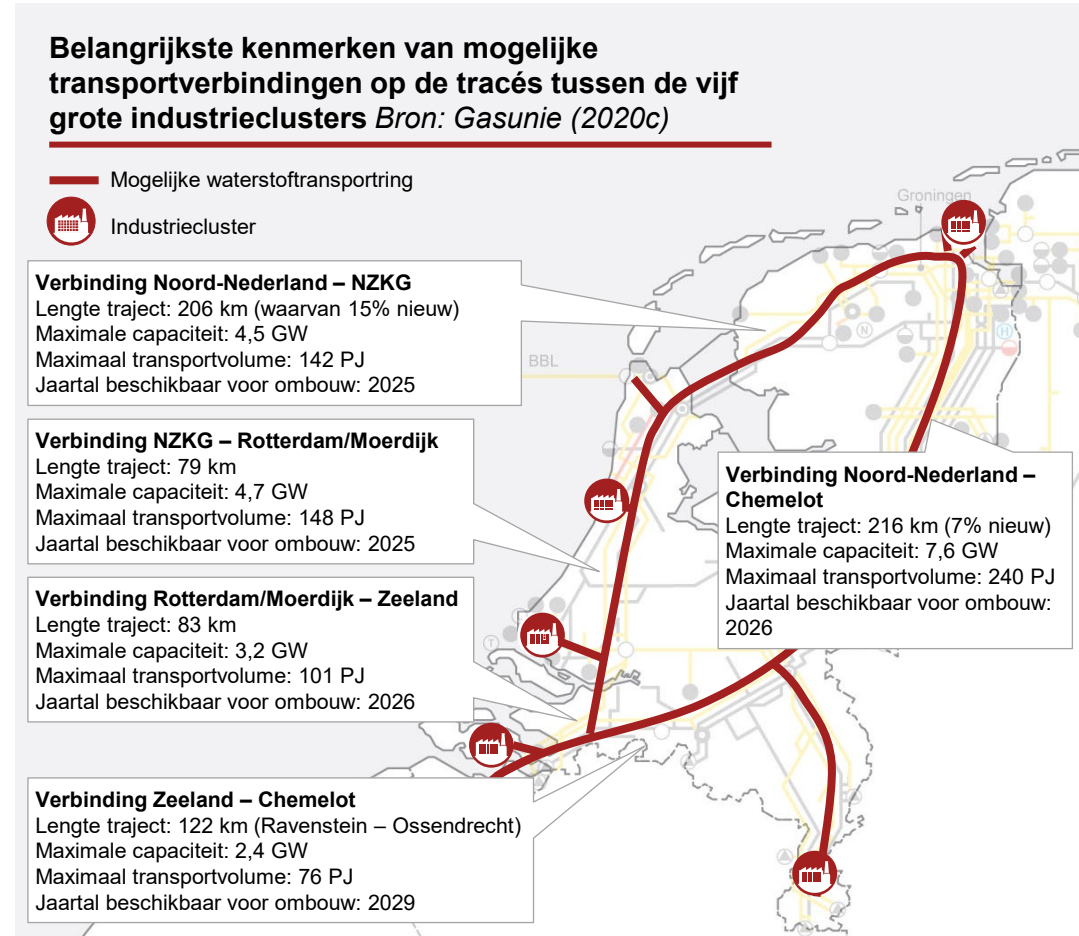 Belangrijkste kenmerken van mogelijke
transportverbindingen op de tracés tussen de vijf
grote industrieclusters Bron: Gasunie (2020c)
Mogelijke waterstoftransportring
Industriecluster
Groningen
Verbinding Noord-Nederland – NZKG
Lengte traject: 206 km (waarvan 15% nieuw)
Maximale capaciteit: 4,5 GW
Maximaal transportvolume: 142 PJ
Jaartal beschikbaar voor ombouw: 2025
N
H
BBL
Verbinding NZKG – Rotterdam/Moerdijk
Lengte traject: 79 km
Maximale capaciteit: 4,7 GW
Maximaal transportvolume: 148 PJ
Jaartal beschikbaar voor ombouw: 2025
Verbinding Noord-Nederland –
Chemelot
Lengte traject: 216 km (7% nieuw)
Maximale capaciteit: 7,6 GW
Maximaal transportvolume: 240 PJ
Jaartal beschikbaar voor ombouw:
2026
Verbinding Rotterdam/Moerdijk – Zeeland
Lengte traject: 83 km
Maximale capaciteit: 3,2 GW
Maximaal transportvolume: 101 PJ
Jaartal beschikbaar voor ombouw: 2026
T
Verbinding Zeeland – Chemelot
Lengte traject: 122 km (Ravenstein – Ossendrecht)
Maximale capaciteit: 2,4 GW
Maximaal transportvolume: 76 PJ
Jaartal beschikbaar voor ombouw: 2029